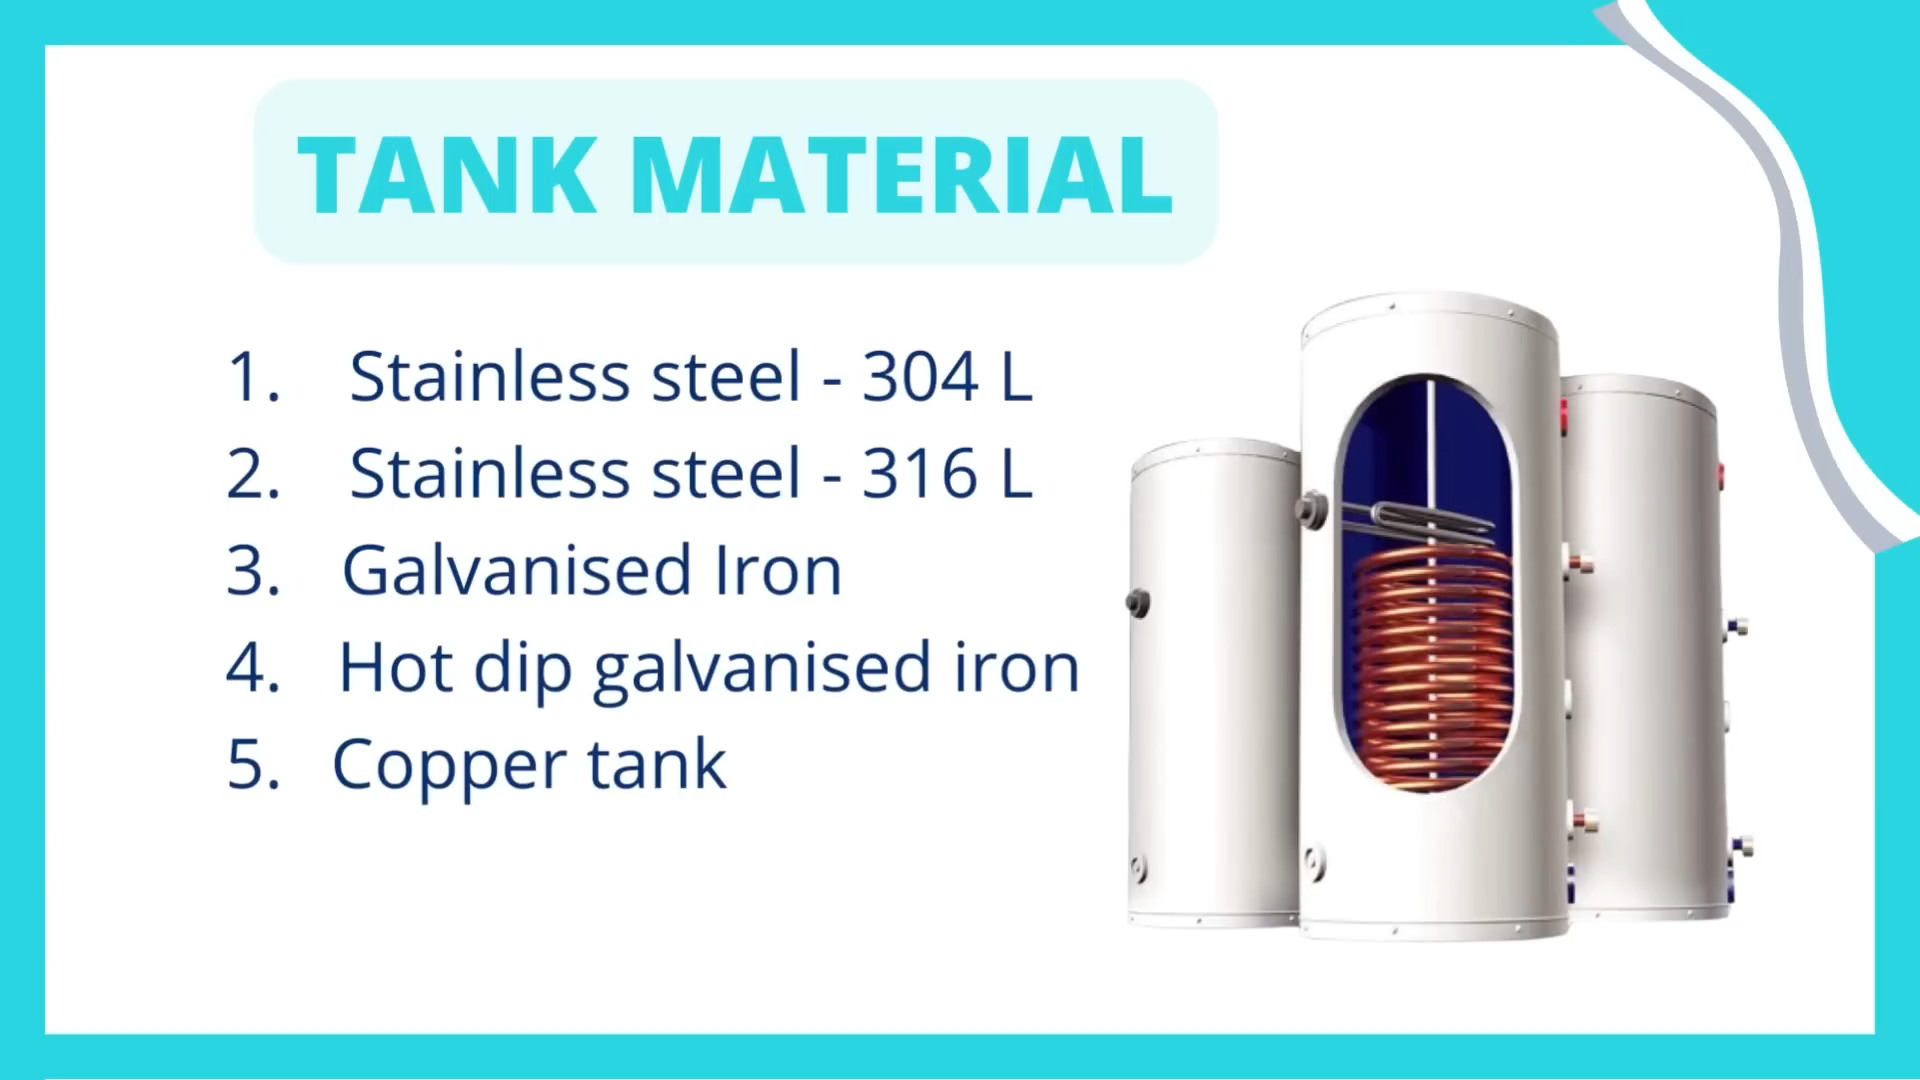 TANK MATERIAL
1. Stainless steel - 304 L
2. Stainless steel - 316 L
3. Galvanised Iron
4. Hot dip galvanised iron
5. Copper tank